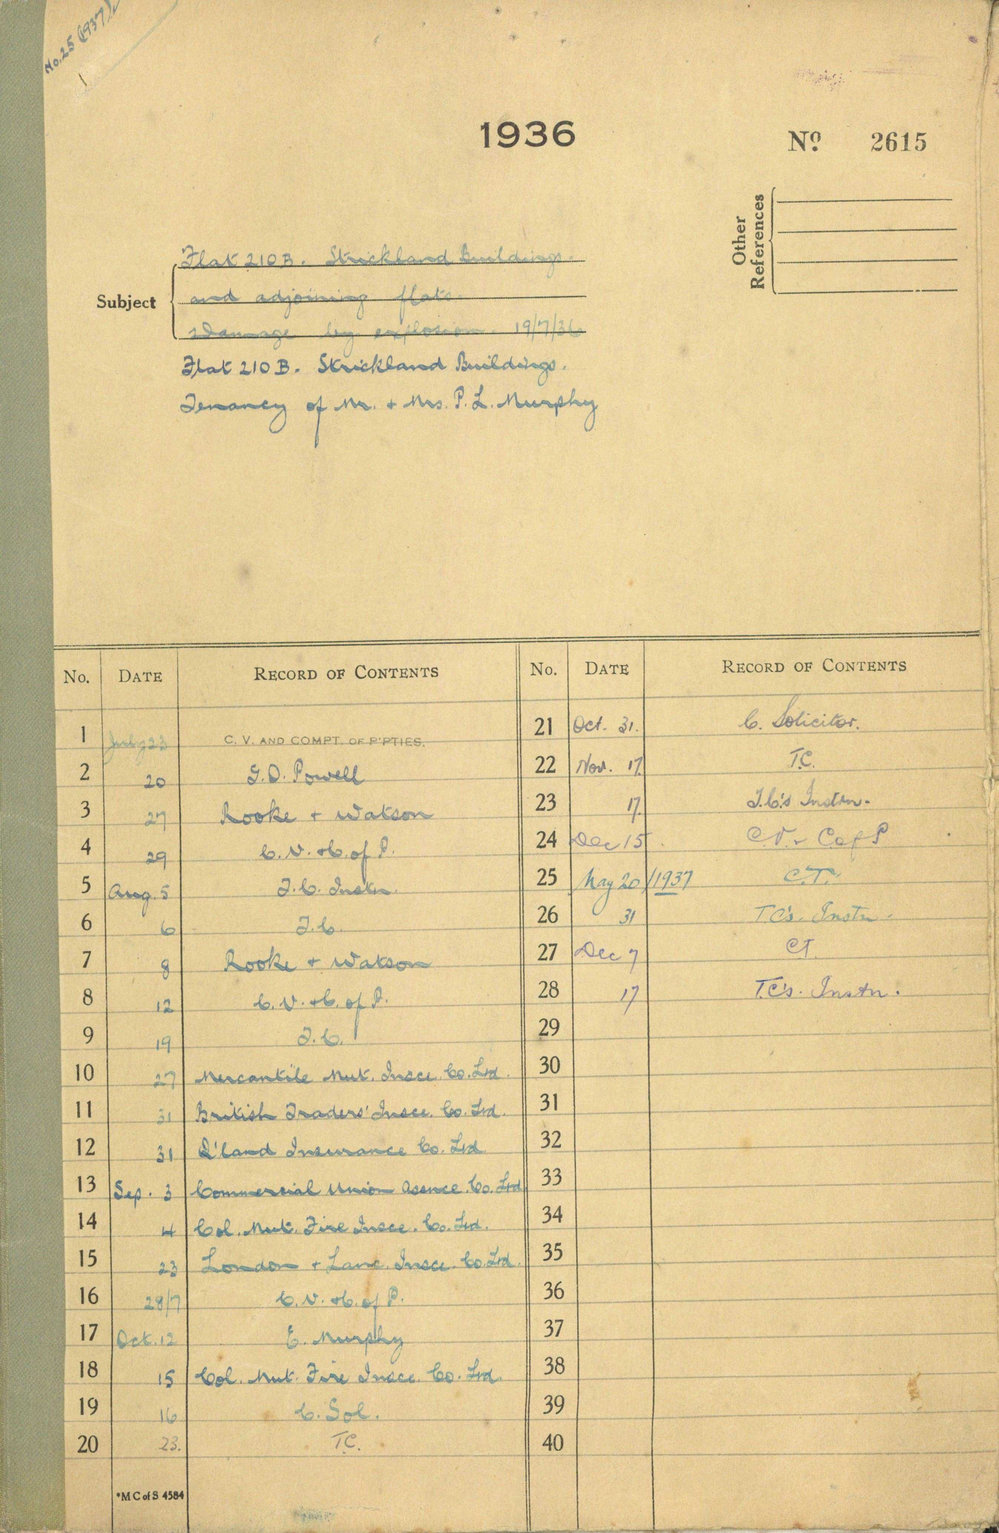 No. 25 (1937)
1936
Nº 2615
Other References
Subject
Flat 210B. Strickland Buildings.
and adjoining flats.
Damage by explosion. 19/7/36
Flat 210B. Strickland Buildings.
Tenancy of Mr. + Mrs. P. L. Murphy
No. DATE RECORD OF CONTENTS
1 July 23 C. V. AND COMPT. OF P'PTIES.
2 20 G. D. Powell
3 27 Rooke + Watson
4 29 C. V. + C. of P.
5 Aug. 5 T. C. Instn.
6 6 T. C.
7 8 Rooke + Watson
8 12 C. V. + C. of P.
9 19 T. C.
10 27 Mercantile Mut. Insce. Co. Ltd.
11 31 British Traders' Insce. Co. Ltd.
12 31 Q'land Insurance Co. Ltd
13 Sep. 3 Commercial Union Assnce. Co. Ltd
14 4 Col. Mut. Fire Insce. Co. Ltd.
15 23 London + Lanc. Insce. Co. Ltd.
16 28/7 C. V. + C. of P.
17 Oct. 12 E. Murphy
18 15 Col. Mut. Fire Insce. Co. Ltd.
19 16 C. Sol.
20 23. T.C.
No. DATE RECORD OF CONTENTS
21 Oct. 31. C. Solicitor.
22 Nov. 17. T.C.
23 17. T.C's Instn.
24 Dec 15. C.V. + C of P
25 May 20/1937 C.T.
26 31 T.C's. Instn.
27 Dec 7 CT
28 17 T.C's. Instn.
29
30
31
32
33
34
35
36
37
38
39
40
*M C of S 4584